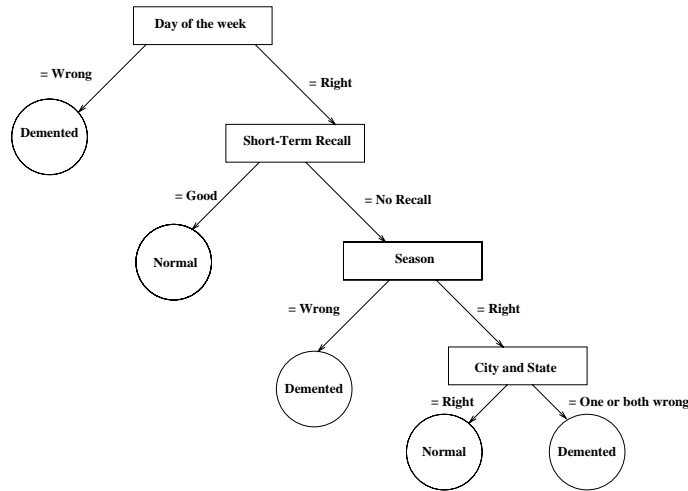 Day of the week
= Wrong
= Right
Demented
Short-Term Recall
= Good
= No Recall
Normal
Season
= Wrong
= Right
Demented
City and State
= Right
= One or both wrong
Normal
Demented